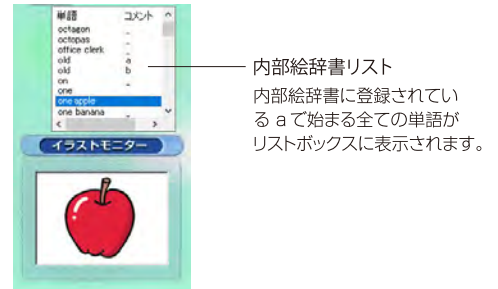 単語 コメント
octagon _
octopas _
office clerk _
old a
old b
on _
one
one apple
one banana _
イラストモニター
内部絵辞書リスト
内部絵辞書に登録されてい
る a で始まる全ての単語が
リストボックスに表示されます。